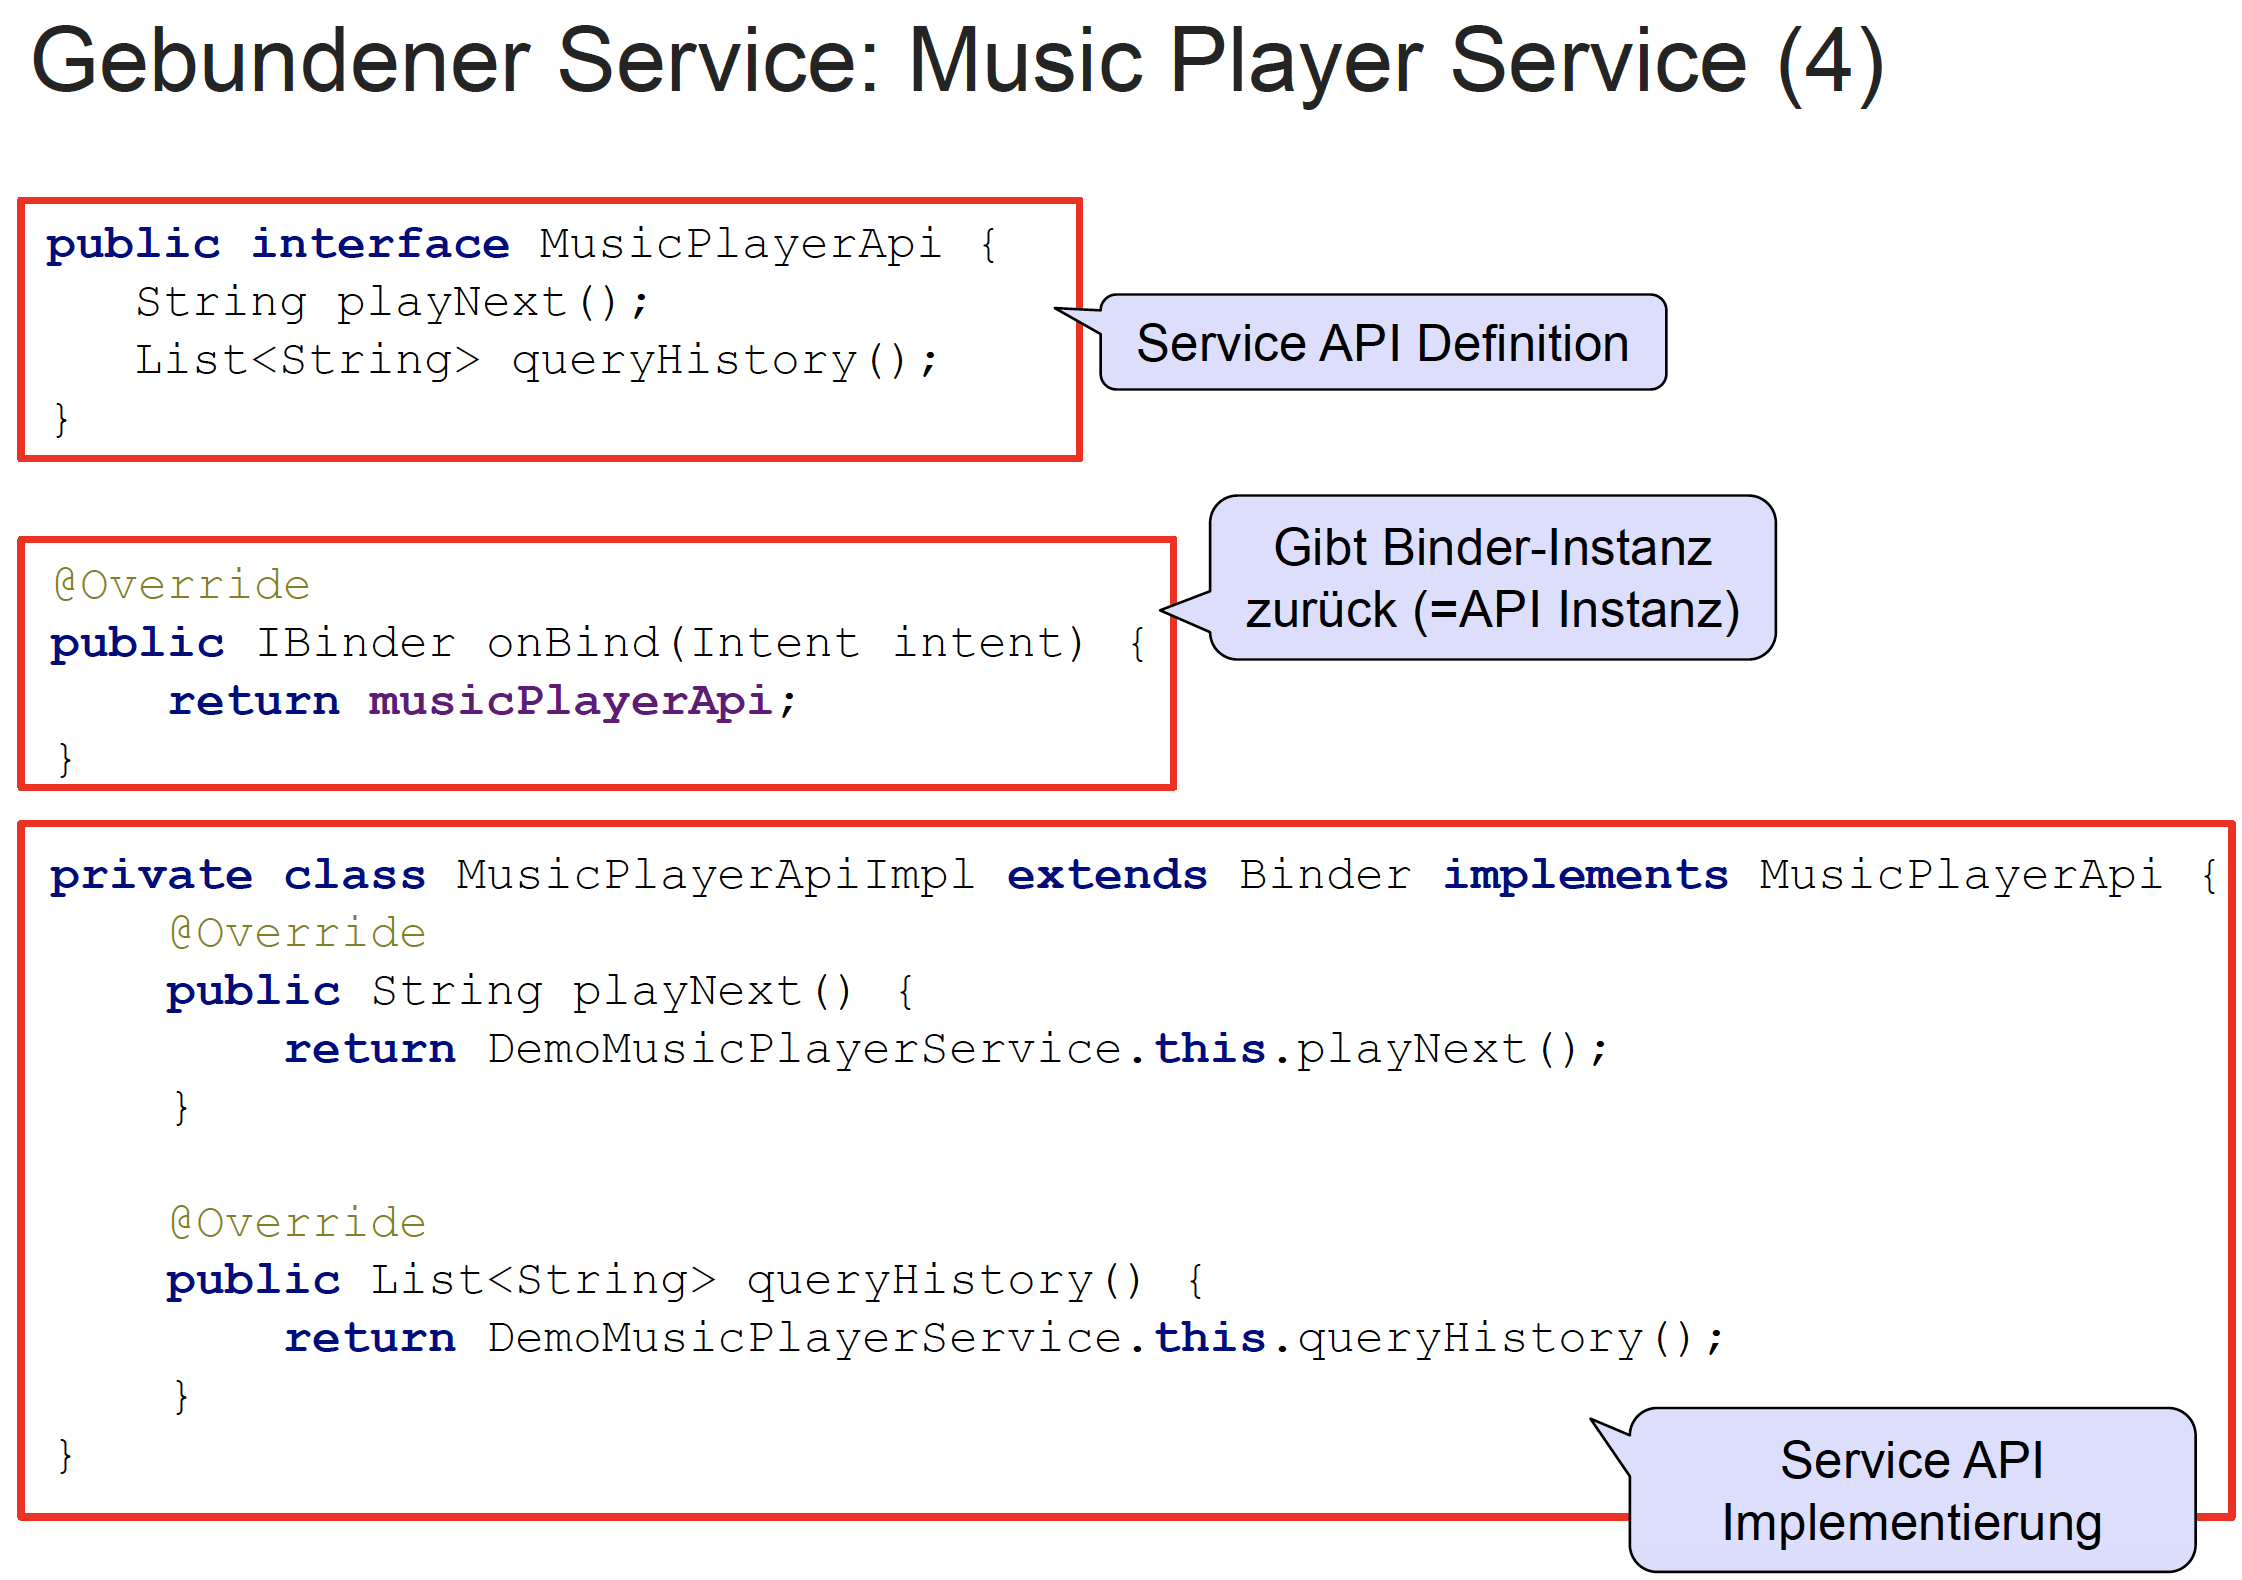 Gebundener Service: Music Player Service (4)
public interface MusicPlayerApi {
   String playNext();
   List<String> queryHistory();
}
Service API Definition
@Override
public IBinder onBind(Intent intent) {
    return musicPlayerApi;
}
Gibt Binder-Instanz
zurück (=API Instanz)
private class MusicPlayerApiImpl extends Binder implements MusicPlayerApi {
    @Override
    public String playNext() {
        return DemoMusicPlayerService.this.playNext();
    }
    @Override
    public List<String> queryHistory() {
        return DemoMusicPlayerService.this.queryHistory();
    }
}
Service API
Implementierung